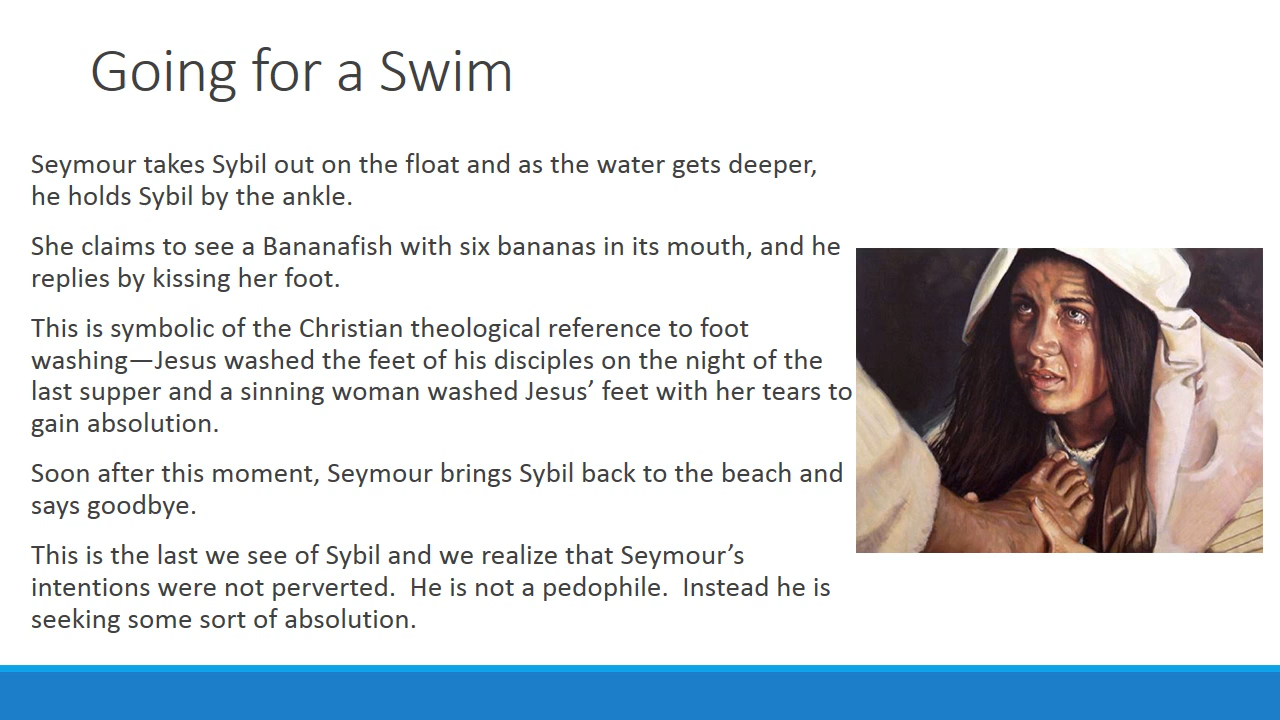 Going for a Swim
Seymour takes Sybil out on the float and as the water gets deeper,
he holds Sybil by the ankle.
She claims to see a Bananafish with six bananas in its mouth, and he
replies by kissing her foot.
This is symbolic of the Christian theological reference to foot
washing—Jesus washed the feet of his disciples on the night of the
last supper and a sinning woman washed Jesus’ feet with her tears to
gain absolution.
Soon after this moment, Seymour brings Sybil back to the beach and
says goodbye.
This is the last we see of Sybil and we realize that Seymour’s
intentions were not perverted.  He is not a pedophile.  Instead he is
seeking some sort of absolution.